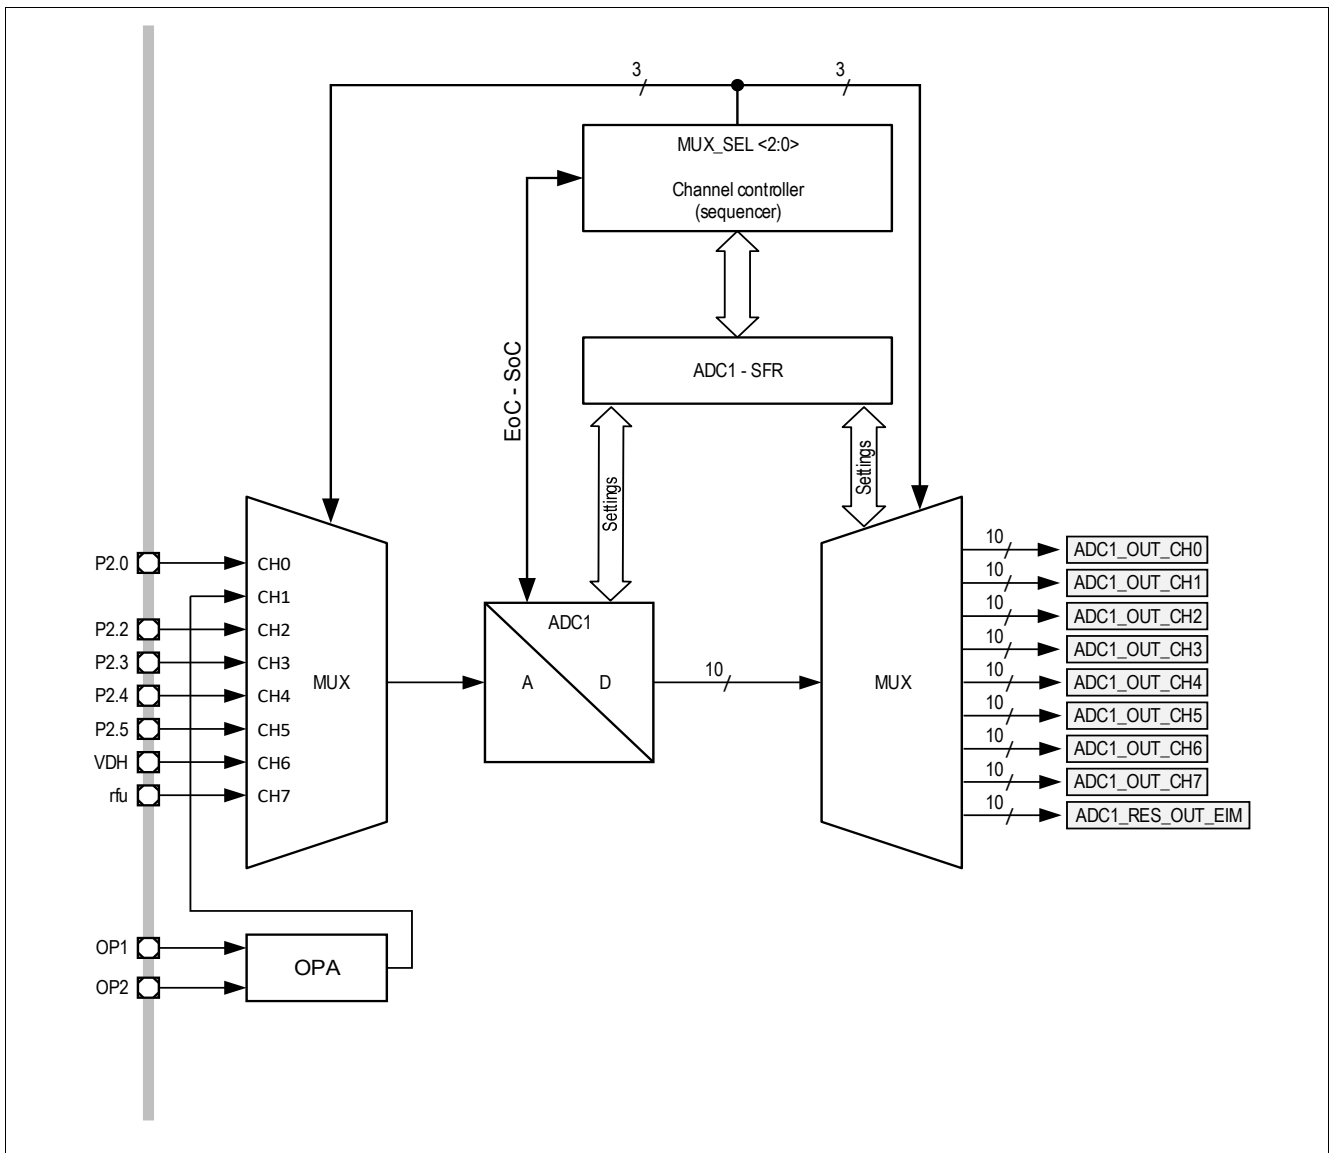 3
3
MUX_SEL <2:0>
Channel controller
(sequencer)
EoC - SoC
ADC1 - SFR
Settings
Settings
P2.0
CH0
CH1
P2.2
CH2
P2.3
CH3
P2.4
CH4
P2.5
CH5
VDH
CH6
rfu
CH7
MUX
ADC1
A
D
10
MUX
10
ADC1_OUT_CH0
10
ADC1_OUT_CH1
10
ADC1_OUT_CH2
10
ADC1_OUT_CH3
10
ADC1_OUT_CH4
10
ADC1_OUT_CH5
10
ADC1_OUT_CH6
10
ADC1_OUT_CH7
10
ADC1_RES_OUT_EIM
OP1
OP2
OPA